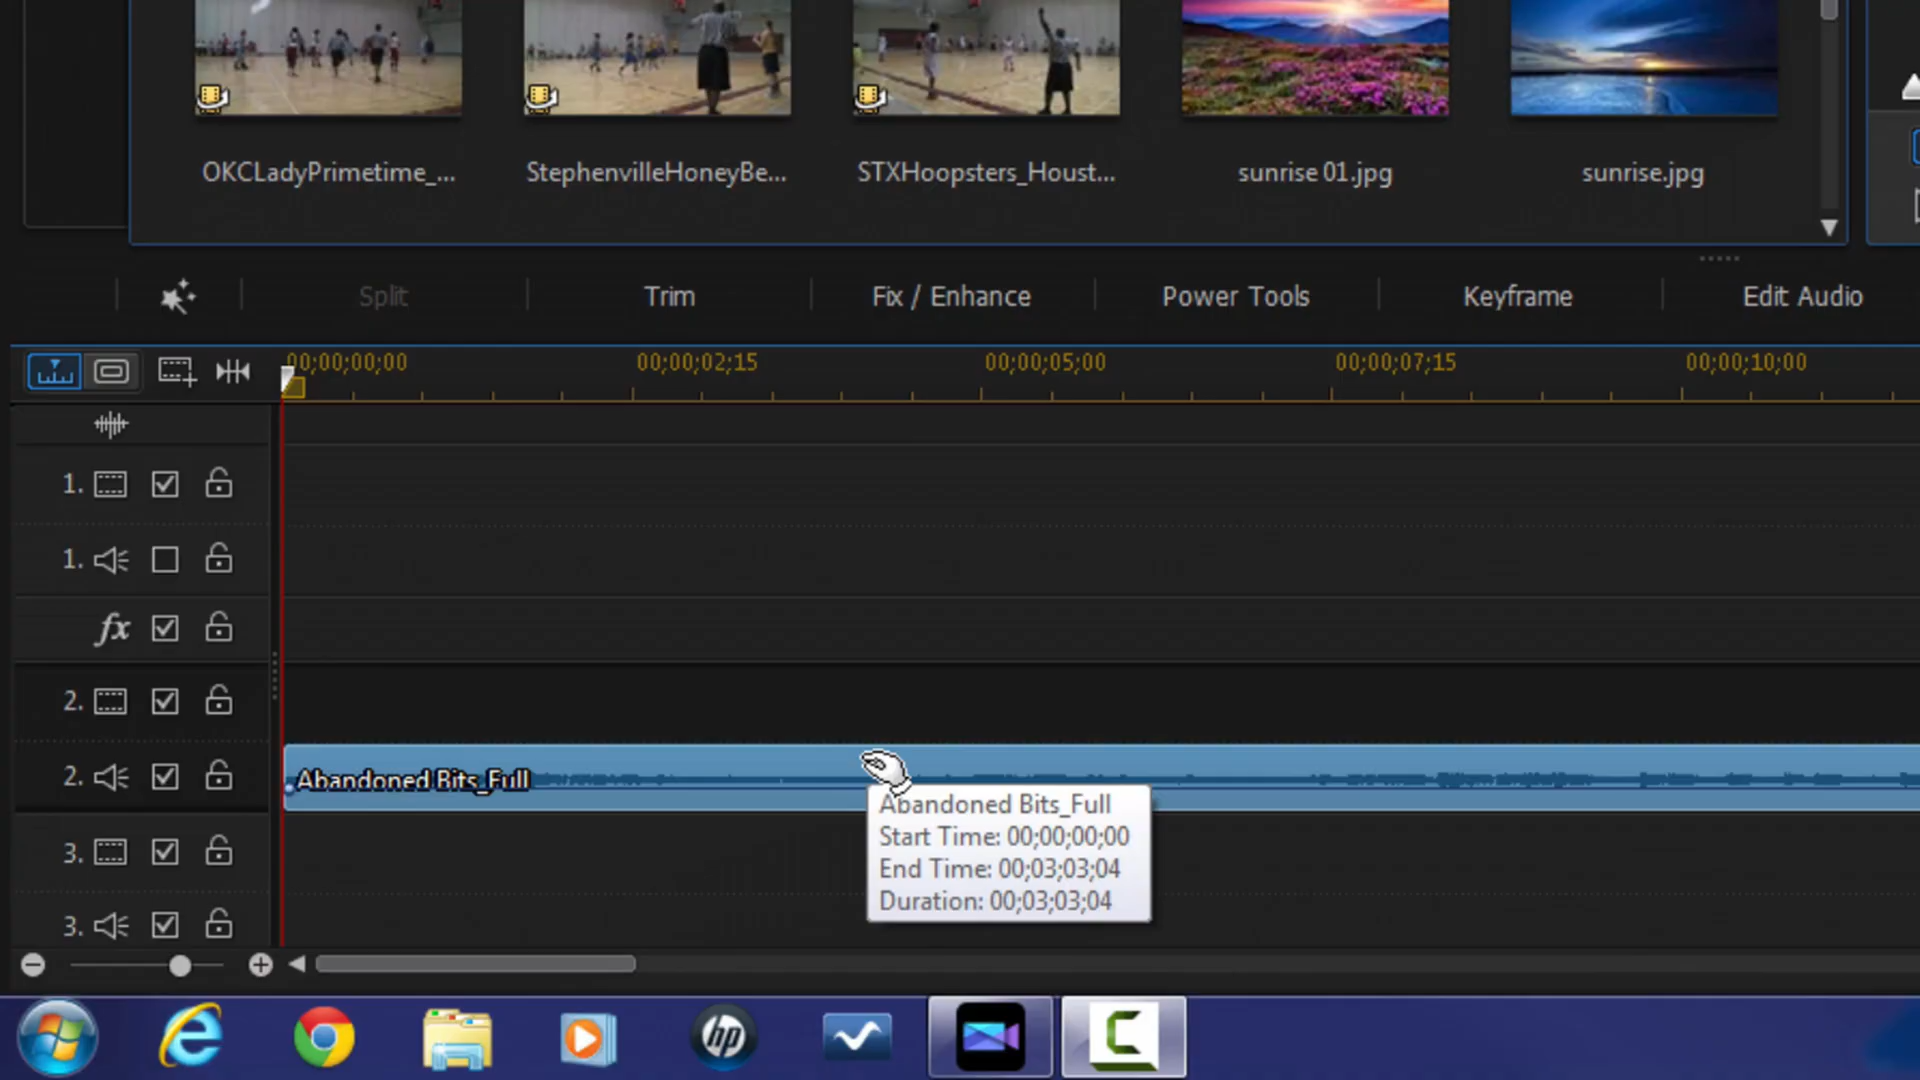 OKCLadyPrimetime_...
StephenvilleHoneyBe...
STXHoopsters_Houst...
sunrise 01.jpg
sunrise.jpg
Split
Trim
Fix / Enhance
Power Tools
Keyframe
Edit Audio
00;00;00;00
00;00;02;15
00;00;05;00
00;00;07;15
00;00;10;00
1.
1.
fx
2.
2.
Abandoned Bits_Full
Abandoned Bits_Full
Start Time: 00;00;00;00
End Time: 00;03;03;04
Duration: 00;03;03;04
3.
3.
hp